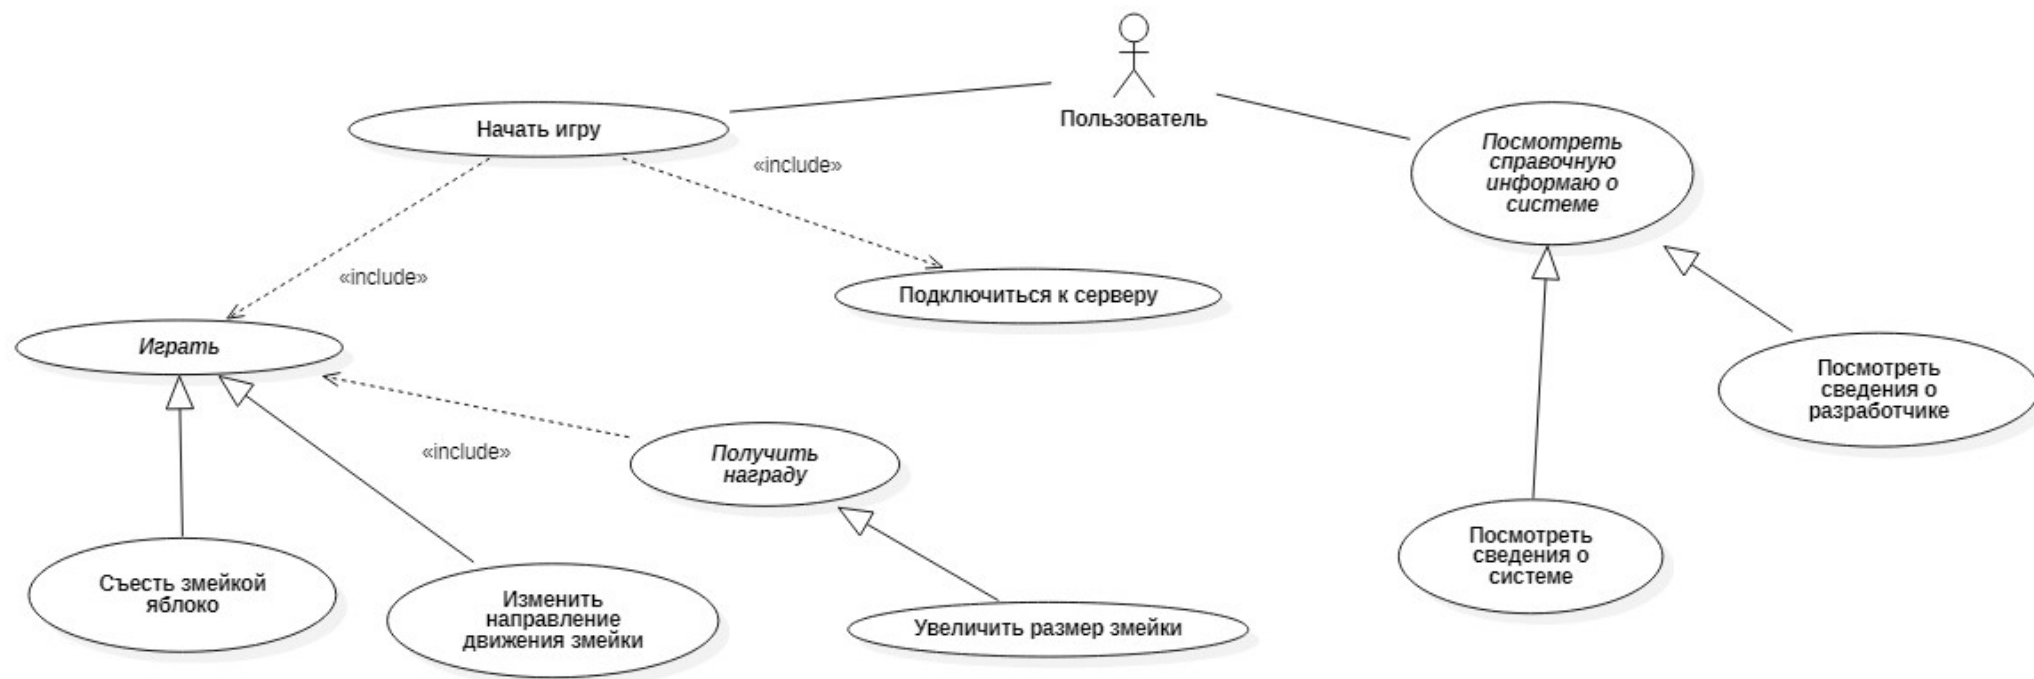 Пользователь
Начать игру
«include»
Посмотреть
справочную
информаю о
системе
«include»
Подключиться к серверу
Играть
Посмотреть
сведения о
разработчике
«include»
Получить
награду
Съесть змейкой
яблоко
Изменить
направление
движения змейки
Увеличить размер змейки
Посмотреть
сведения о
системе